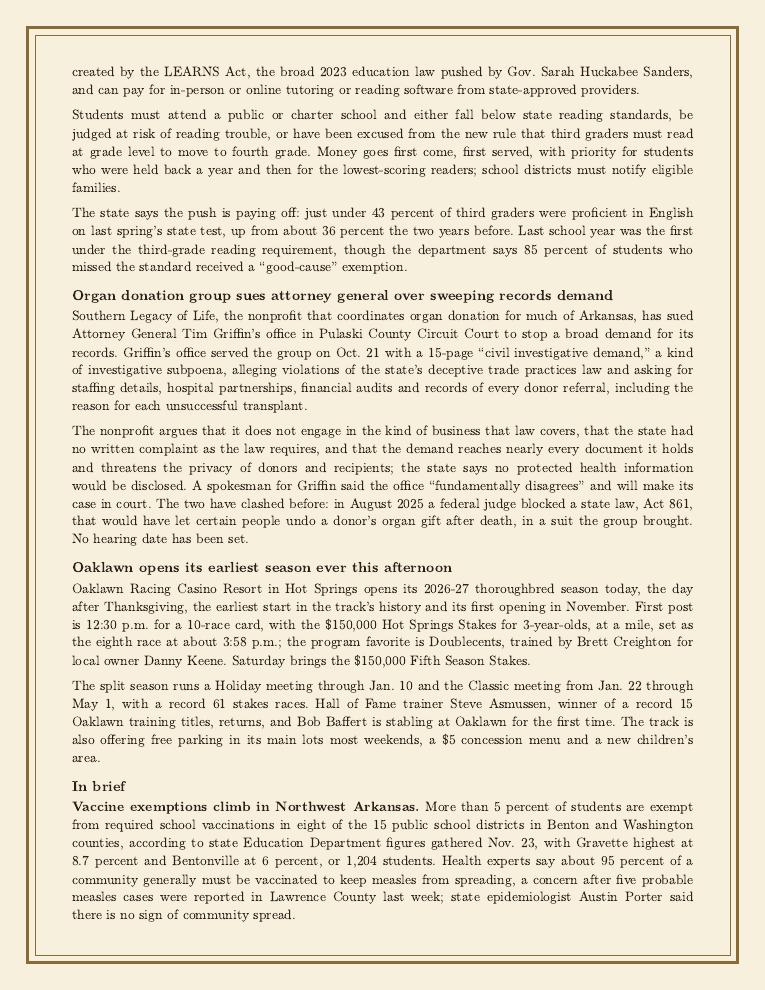 created by the LEARNS Act, the broad 2023 education law pushed by Gov. Sarah Huckabee Sanders,
and can pay for in-person or online tutoring or reading software from state-approved providers.
Students must attend a public or charter school and either fall below state reading standards, be
judged at risk of reading trouble, or have been excused from the new rule that third graders must read
at grade level to move to fourth grade. Money goes first come, first served, with priority for students
who were held back a year and then for the lowest-scoring readers; school districts must notify eligible
families.
The state says the push is paying off: just under 43 percent of third graders were proficient in English
on last spring’s state test, up from about 36 percent the two years before. Last school year was the first
under the third-grade reading requirement, though the department says 85 percent of students who
missed the standard received a “good-cause” exemption.
Organ donation group sues attorney general over sweeping records demand
Southern Legacy of Life, the nonprofit that coordinates organ donation for much of Arkansas, has sued
Attorney General Tim Griffin’s office in Pulaski County Circuit Court to stop a broad demand for its
records. Griffin’s office served the group on Oct. 21 with a 15-page “civil investigative demand,” a kind
of investigative subpoena, alleging violations of the state’s deceptive trade practices law and asking for
staffing details, hospital partnerships, financial audits and records of every donor referral, including the
reason for each unsuccessful transplant.
The nonprofit argues that it does not engage in the kind of business that law covers, that the state had
no written complaint as the law requires, and that the demand reaches nearly every document it holds
and threatens the privacy of donors and recipients; the state says no protected health information
would be disclosed. A spokesman for Griffin said the office “fundamentally disagrees” and will make its
case in court. The two have clashed before: in August 2025 a federal judge blocked a state law, Act 861,
that would have let certain people undo a donor’s organ gift after death, in a suit the group brought.
No hearing date has been set.
Oaklawn opens its earliest season ever this afternoon
Oaklawn Racing Casino Resort in Hot Springs opens its 2026-27 thoroughbred season today, the day
after Thanksgiving, the earliest start in the track’s history and its first opening in November. First post
is 12:30 p.m. for a 10-race card, with the $150,000 Hot Springs Stakes for 3-year-olds, at a mile, set as
the eighth race at about 3:58 p.m.; the program favorite is Doublecents, trained by Brett Creighton for
local owner Danny Keene. Saturday brings the $150,000 Fifth Season Stakes.
The split season runs a Holiday meeting through Jan. 10 and the Classic meeting from Jan. 22 through
May 1, with a record 61 stakes races. Hall of Fame trainer Steve Asmussen, winner of a record 15
Oaklawn training titles, returns, and Bob Baffert is stabling at Oaklawn for the first time. The track is
also offering free parking in its main lots most weekends, a $5 concession menu and a new children’s
area.
In brief
Vaccine exemptions climb in Northwest Arkansas. More than 5 percent of students are exempt
from required school vaccinations in eight of the 15 public school districts in Benton and Washington
counties, according to state Education Department figures gathered Nov. 23, with Gravette highest at
8.7 percent and Bentonville at 6 percent, or 1,204 students. Health experts say about 95 percent of a
community generally must be vaccinated to keep measles from spreading, a concern after five probable
measles cases were reported in Lawrence County last week; state epidemiologist Austin Porter said
there is no sign of community spread.